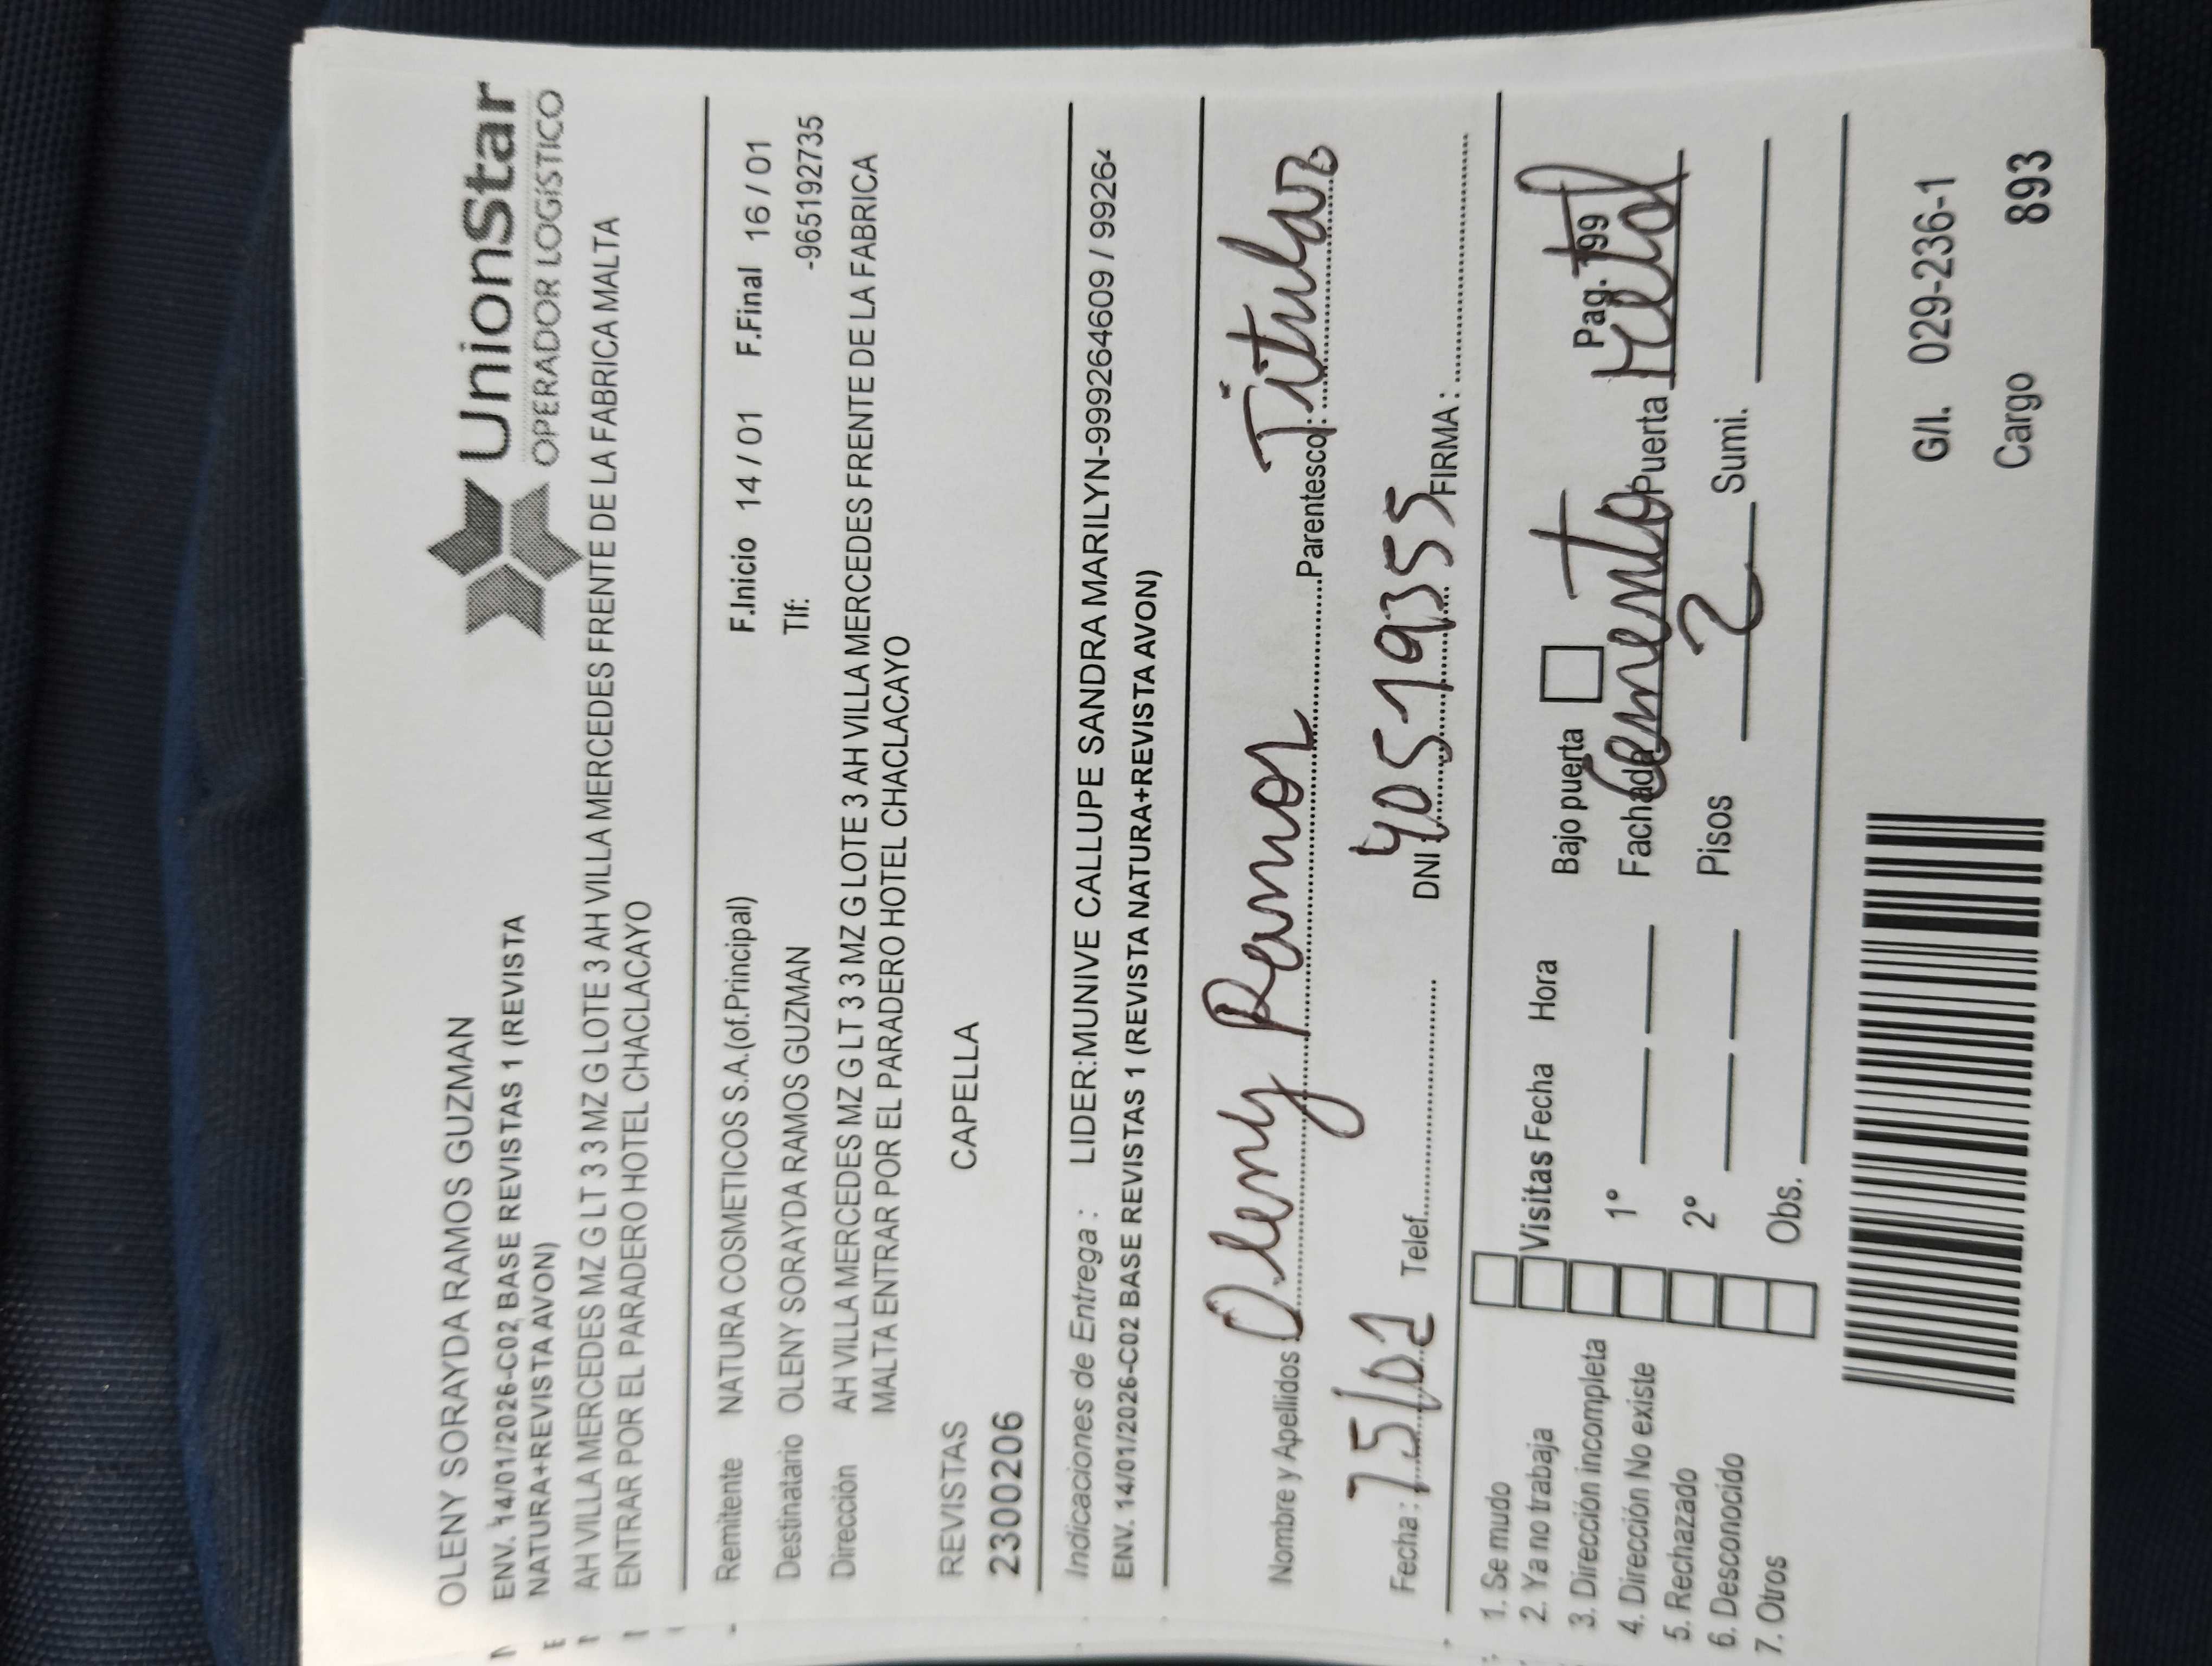 UnionStar
OPERADOR LOGÍSTICO
OLENY SORAYDA RAMOS GUZMAN
ENV. 14/01/2026-C02 BASE REVISTAS 1 (REVISTA
NATURA+REVISTA AVON)
AH VILLA MERCEDES MZ G LT 3 3 MZ G LOTE 3 AH VILLA MERCEDES FRENTE DE LA FABRICA MALTA
ENTRAR POR EL PARADERO HOTEL CHACLACAYO
Remitente NATURA COSMETICOS S.A.(of.Principal) F.Inicio 14 / 01 F.Final 16 / 01
Destinatario OLENY SORAYDA RAMOS GUZMAN Tlf: -965192735
Dirección AH VILLA MERCEDES MZ G LT 3 3 MZ G LOTE 3 AH VILLA MERCEDES FRENTE DE LA FABRICA
MALTA ENTRAR POR EL PARADERO HOTEL CHACLACAYO
REVISTAS CAPELLA
23000206
Indicaciones de Entrega : LIDER:MUNIVE CALLUPE SANDRA MARILYN-999264609 / 99264
ENV. 14/01/2026-C02 BASE REVISTAS 1 (REVISTA NATURA+REVISTA AVON)
Nombre y Apellidos: Oleny Ramos Parentesco: Titular
Fecha: 15/01 Telef. DNI: 40519355 FIRMA:
1. Se mudo
2. Ya no trabaja Visitas Fecha Hora Bajo puerta Pag. 199
3. Dirección incompleta
4. Dirección No existe 1° Fachada Cemento Puerta Metal
5. Rechazado
6. Desconocido 2° Pisos 2 Sumi.
7. Otros Obs.
G/I. 029-236-1
Cargo 893